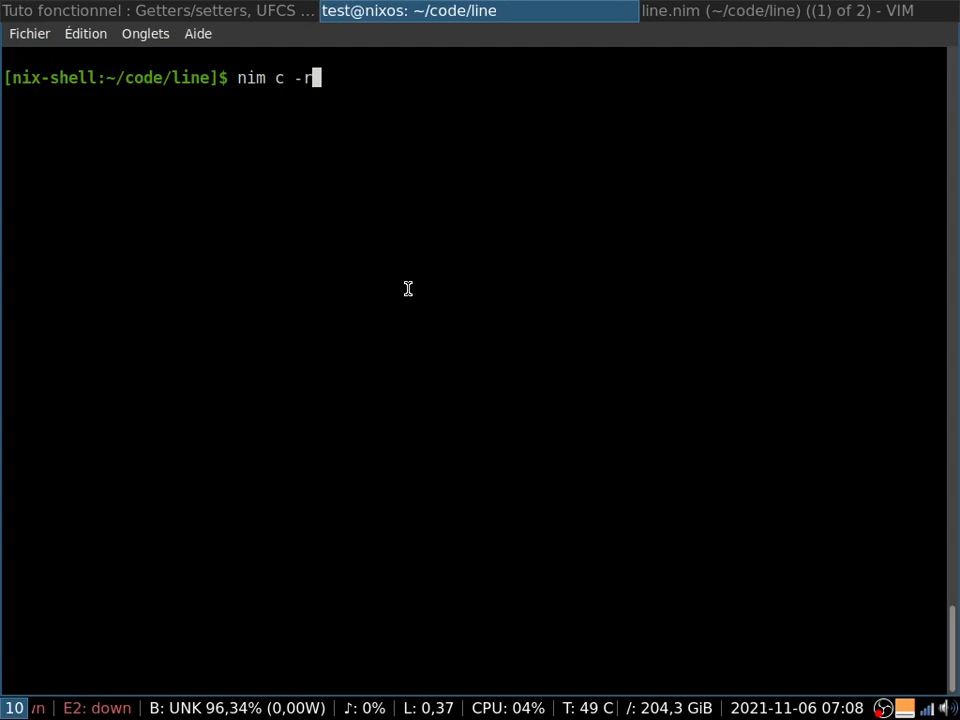 Tuto fonctionnel : Getters/setters, UFCS ... test@nixos: ~/code/line line.nim (~/code/line) ((1) of 2) - VIM
Fichier Édition Onglets Aide
[nix-shell:~/code/line]$ nim c -r
10 vn E2: down B: UNK 96,34% (0,00W) ♪: 0% L: 0,37 CPU: 04% T: 49 C /: 204,3 GiB 2021-11-06 07:08